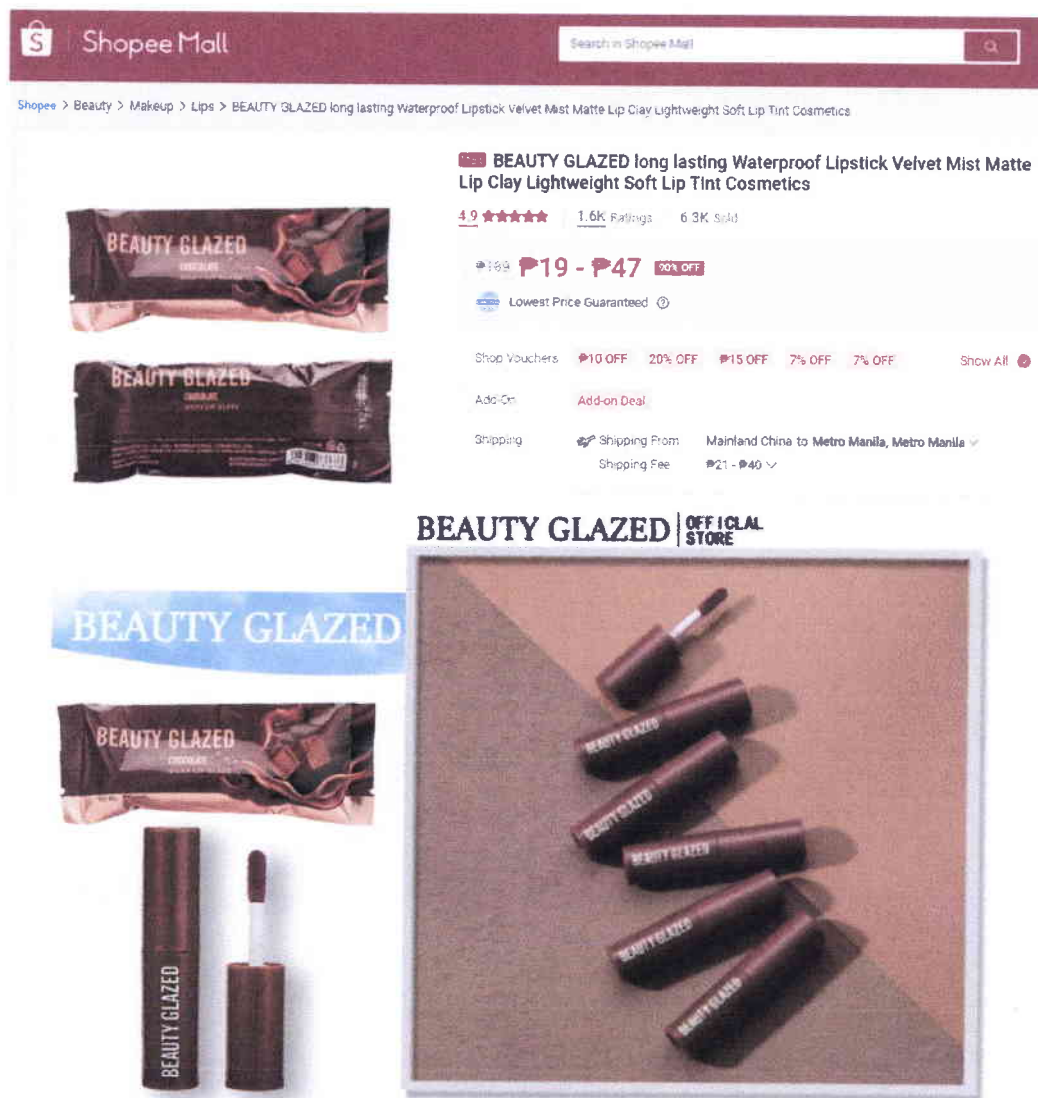 Shopee Mall
Search in Shopee Mall
Shopee > Beauty > Makeup > Lips > BEAUTY GLAZED long lasting Waterproof Lipstick Velvet Mist Matte Lip Clay Lightweight Soft Lip Tint Cosmetics
BEAUTY GLAZED long lasting Waterproof Lipstick Velvet Mist Matte
Lip Clay Lightweight Soft Lip Tint Cosmetics
4.9 1.6K Ratings 6.3K Sold
₱19 - ₱47 90% OFF
Lowest Price Guaranteed
Shop Vouchers ₱10 OFF 20% OFF ₱15 OFF 7% OFF 7% OFF Show All
Add-On Add-on Deal
Shipping Shipping From Mainland China to Metro Manila, Metro Manila
Shipping Fee ₱21 - ₱40
BEAUTY GLAZED
CHOCOLATE
BEAUTY GLAZED
CHOCOLATE
BEAUTY GLAZED OFFICLAL
STORE
BEAUTY GLAZED
BEAUTY GLAZED
CHOCOLATE
BEAUTY GLAZED
BEAUTY GLAZED
BEAUTY GLAZED
BEAUTY GLAZED
BEAUTY GLAZED
BEAUTY GLAZED